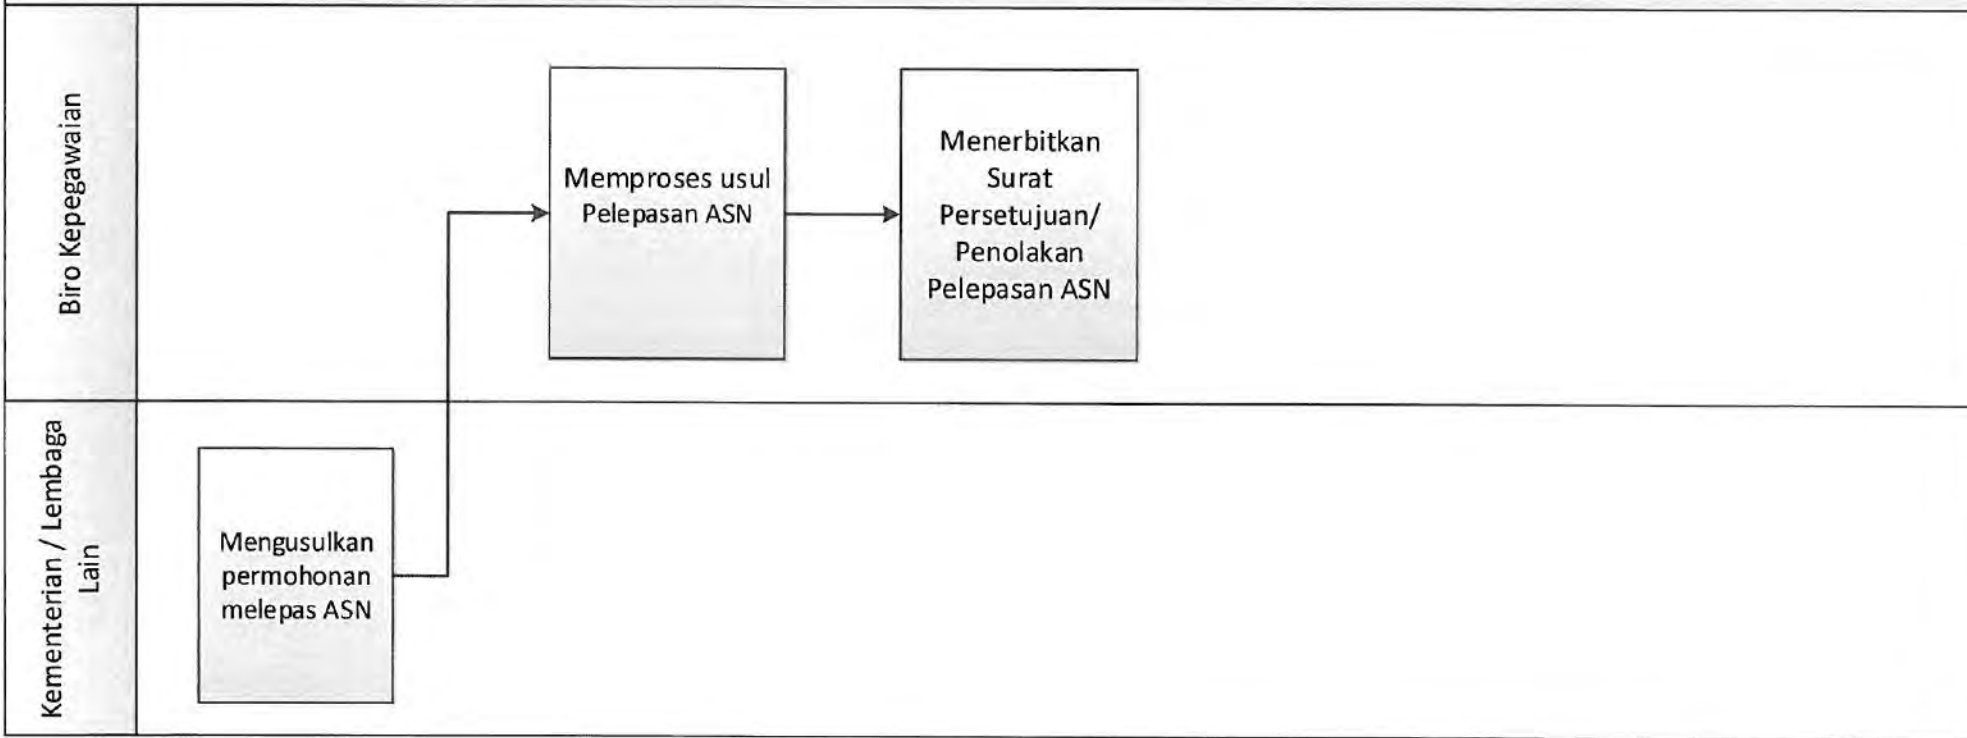 Biro Kepegawaian
Memproses usul
Pelepasan ASN
Menerbitkan
Surat
Persetujuan/
Penolakan
Pelepasan ASN
Kementerian / Lembaga
Lain
Mengusulkan
permohonan
melepas ASN